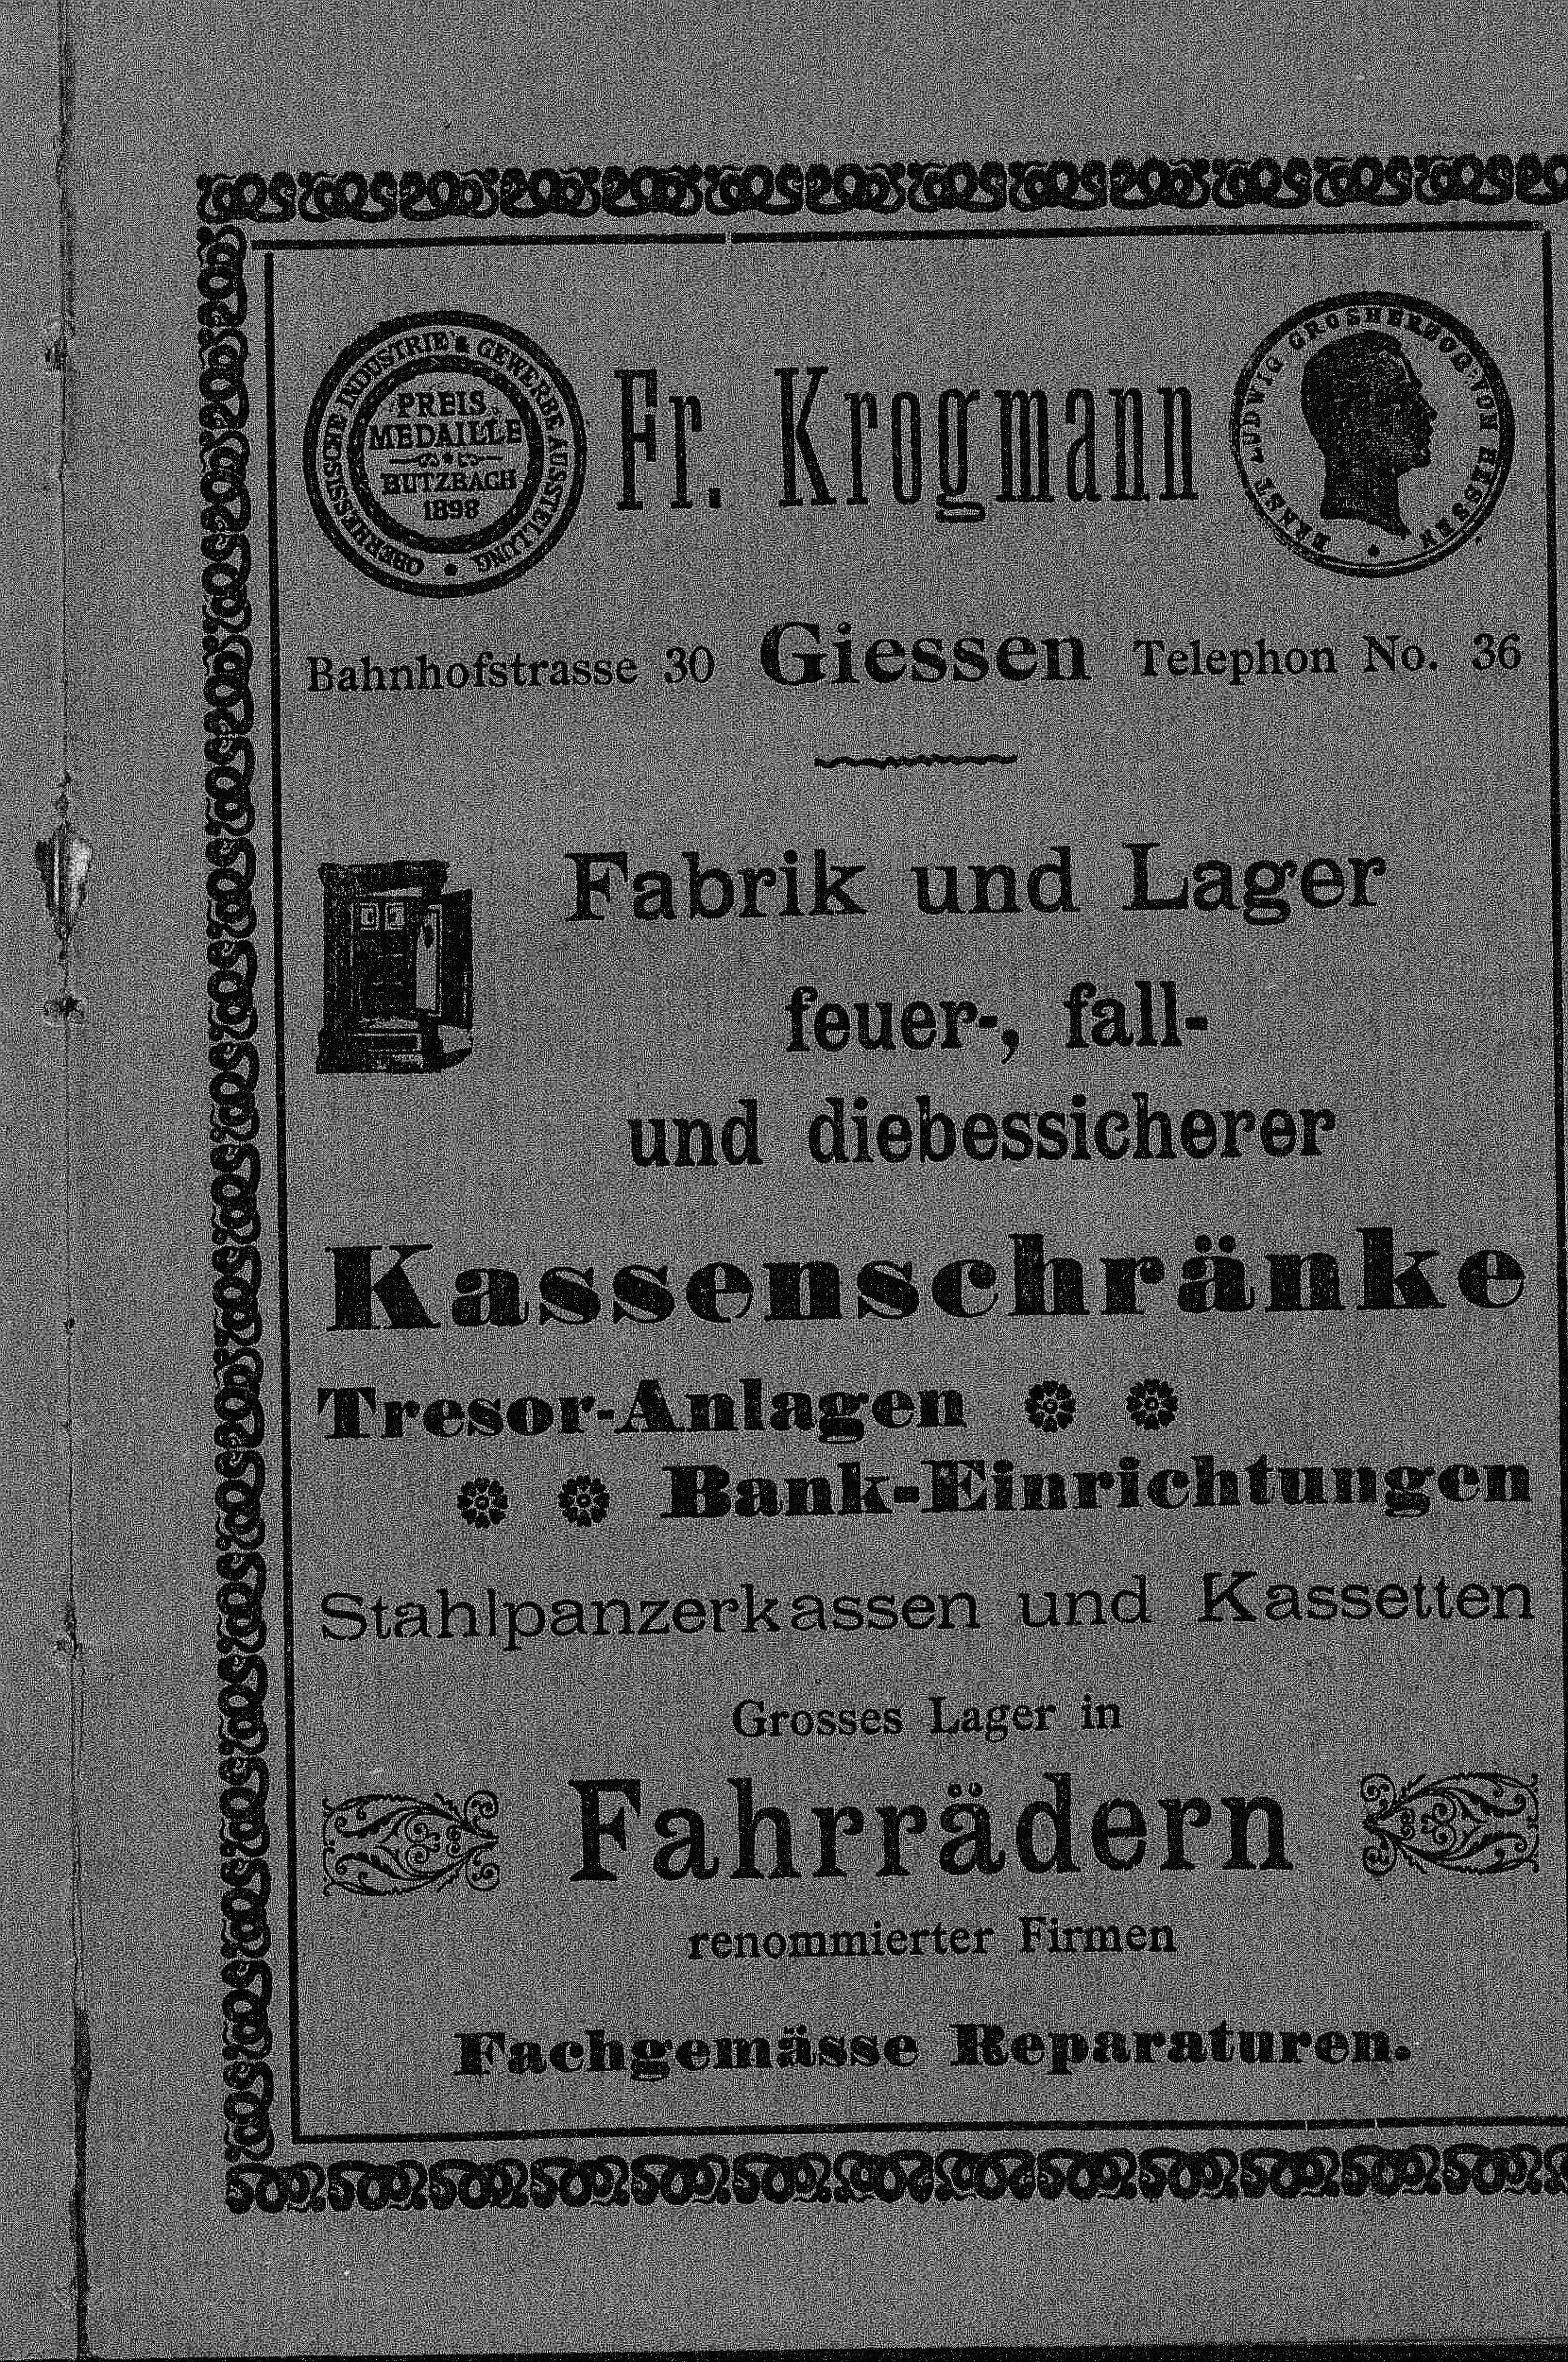 OBERHESSISCHE INDUSTRIE & GEWERBE AUSSTELLUNG
PREIS
MEDAILLE
BUTZBACH
1898
Fr. Krogmann
ERNST LUDWIG GROSHERZOG VON HESSEN
Bahnhofstrasse 30 Giessen Telephon No. 36
Fabrik und Lager
feuer-, fall-
und diebessicherer
Kassenschränke
Tresor-Anlagen
Bank-Einrichtungen
Stahlpanzerkassen und Kassetten
Grosses Lager in
Fahrrädern
renommierter Firmen
Fachgemässe Reparaturen.